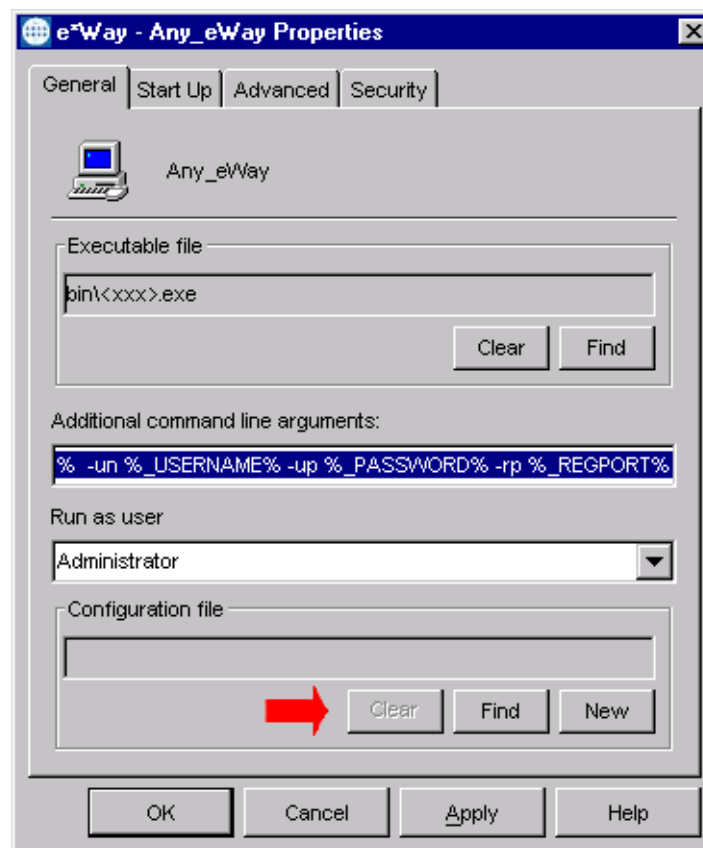 e*Way - Any_eWay Properties
General Start Up Advanced Security
Any_eWay
Executable file
bin\<xxx>.exe
Clear Find
Additional command line arguments:
% -un %_USERNAME% -up %_PASSWORD% -rp %_REGPORT%
Run as user
Administrator
Configuration file
Clear Find New
OK Cancel Apply Help